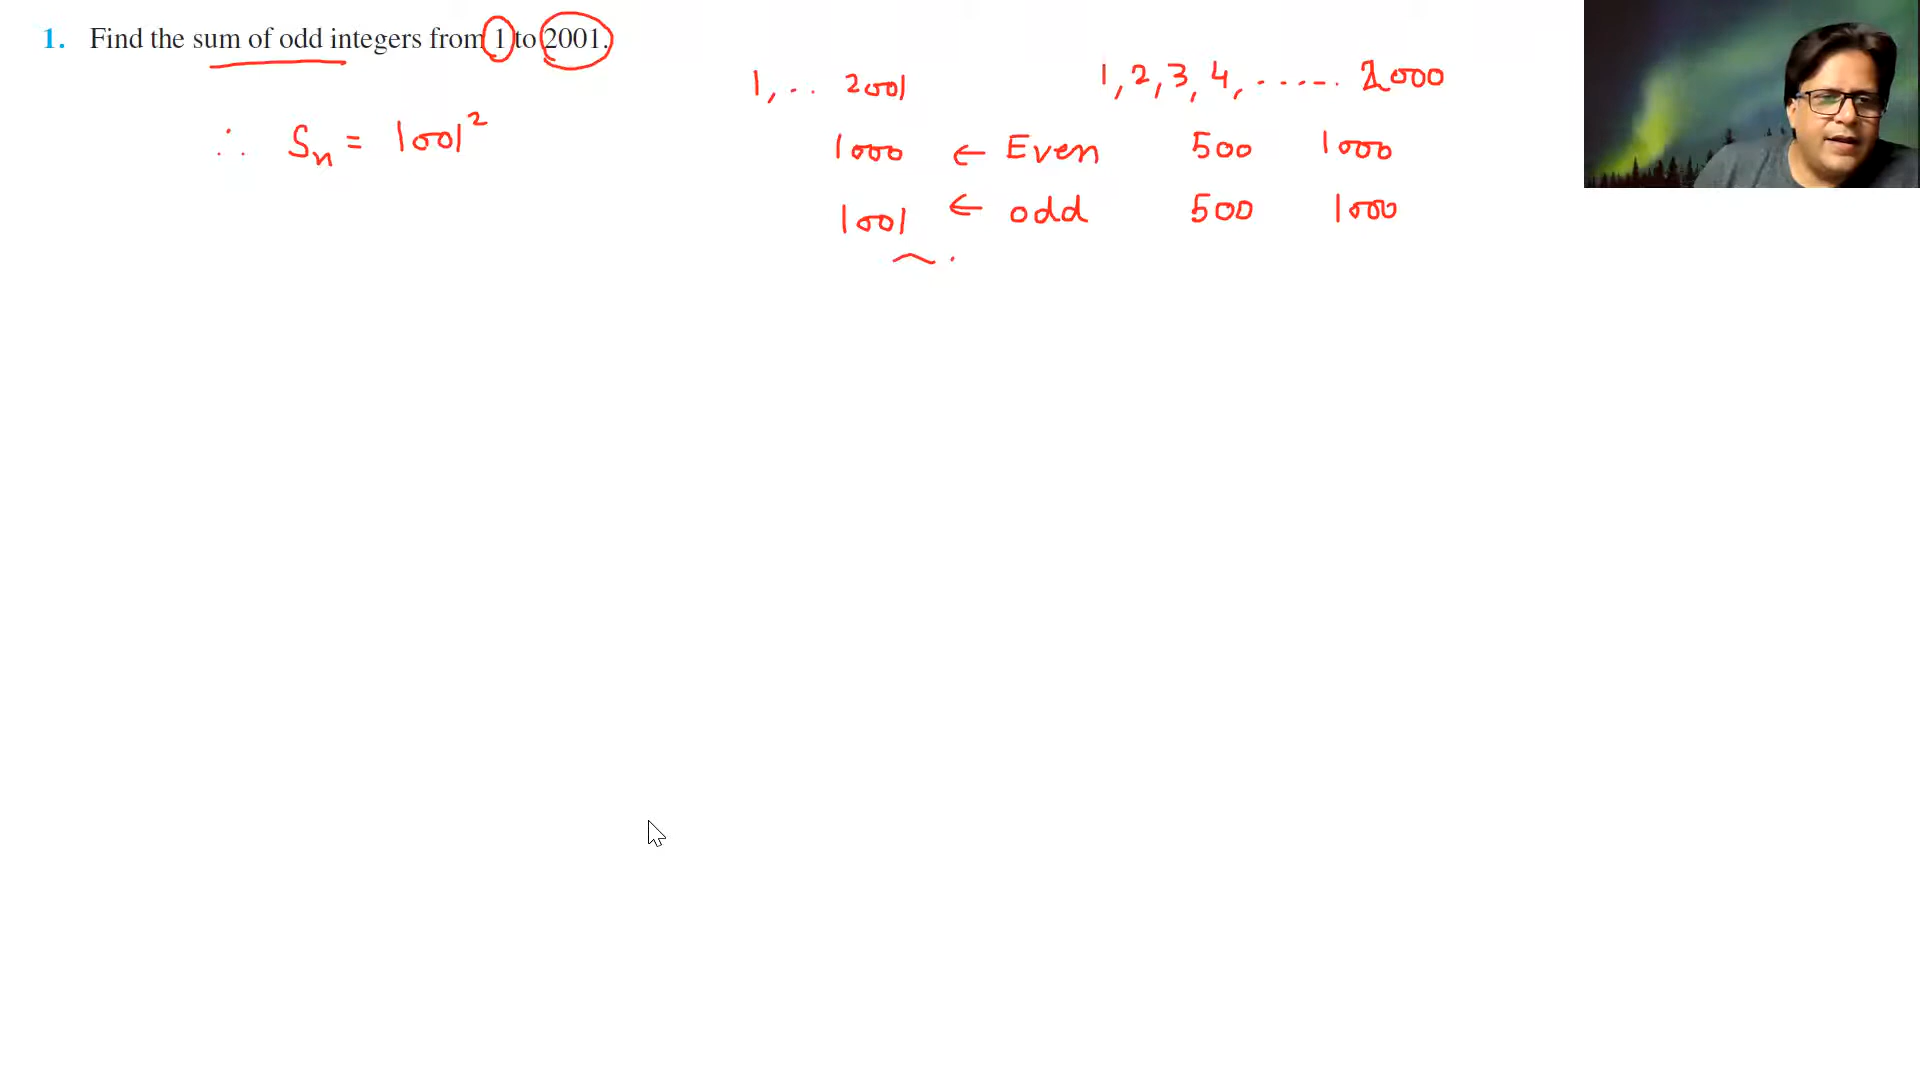 1. Find the sum of odd integers from 1 to 2001.
∴ Sₙ = 1001²
1, .. 2001
1000 ← Even
1001 ← odd
1, 2, 3, 4, ...... 2000
500 1000
500 1000